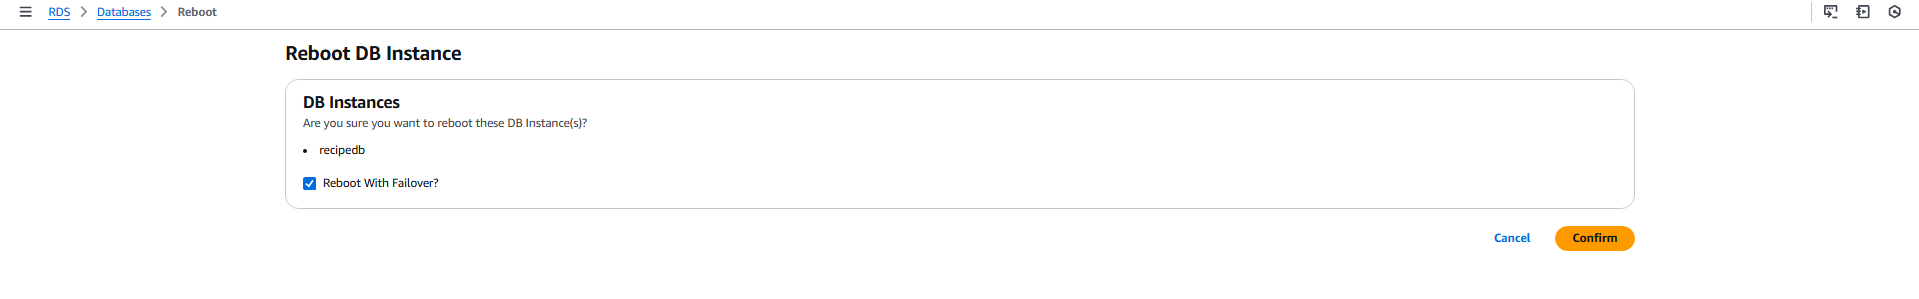 RDS > Databases > Reboot
Reboot DB Instance
DB Instances
Are you sure you want to reboot these DB Instance(s)?
• recipedb
Reboot With Failover?
Cancel Confirm